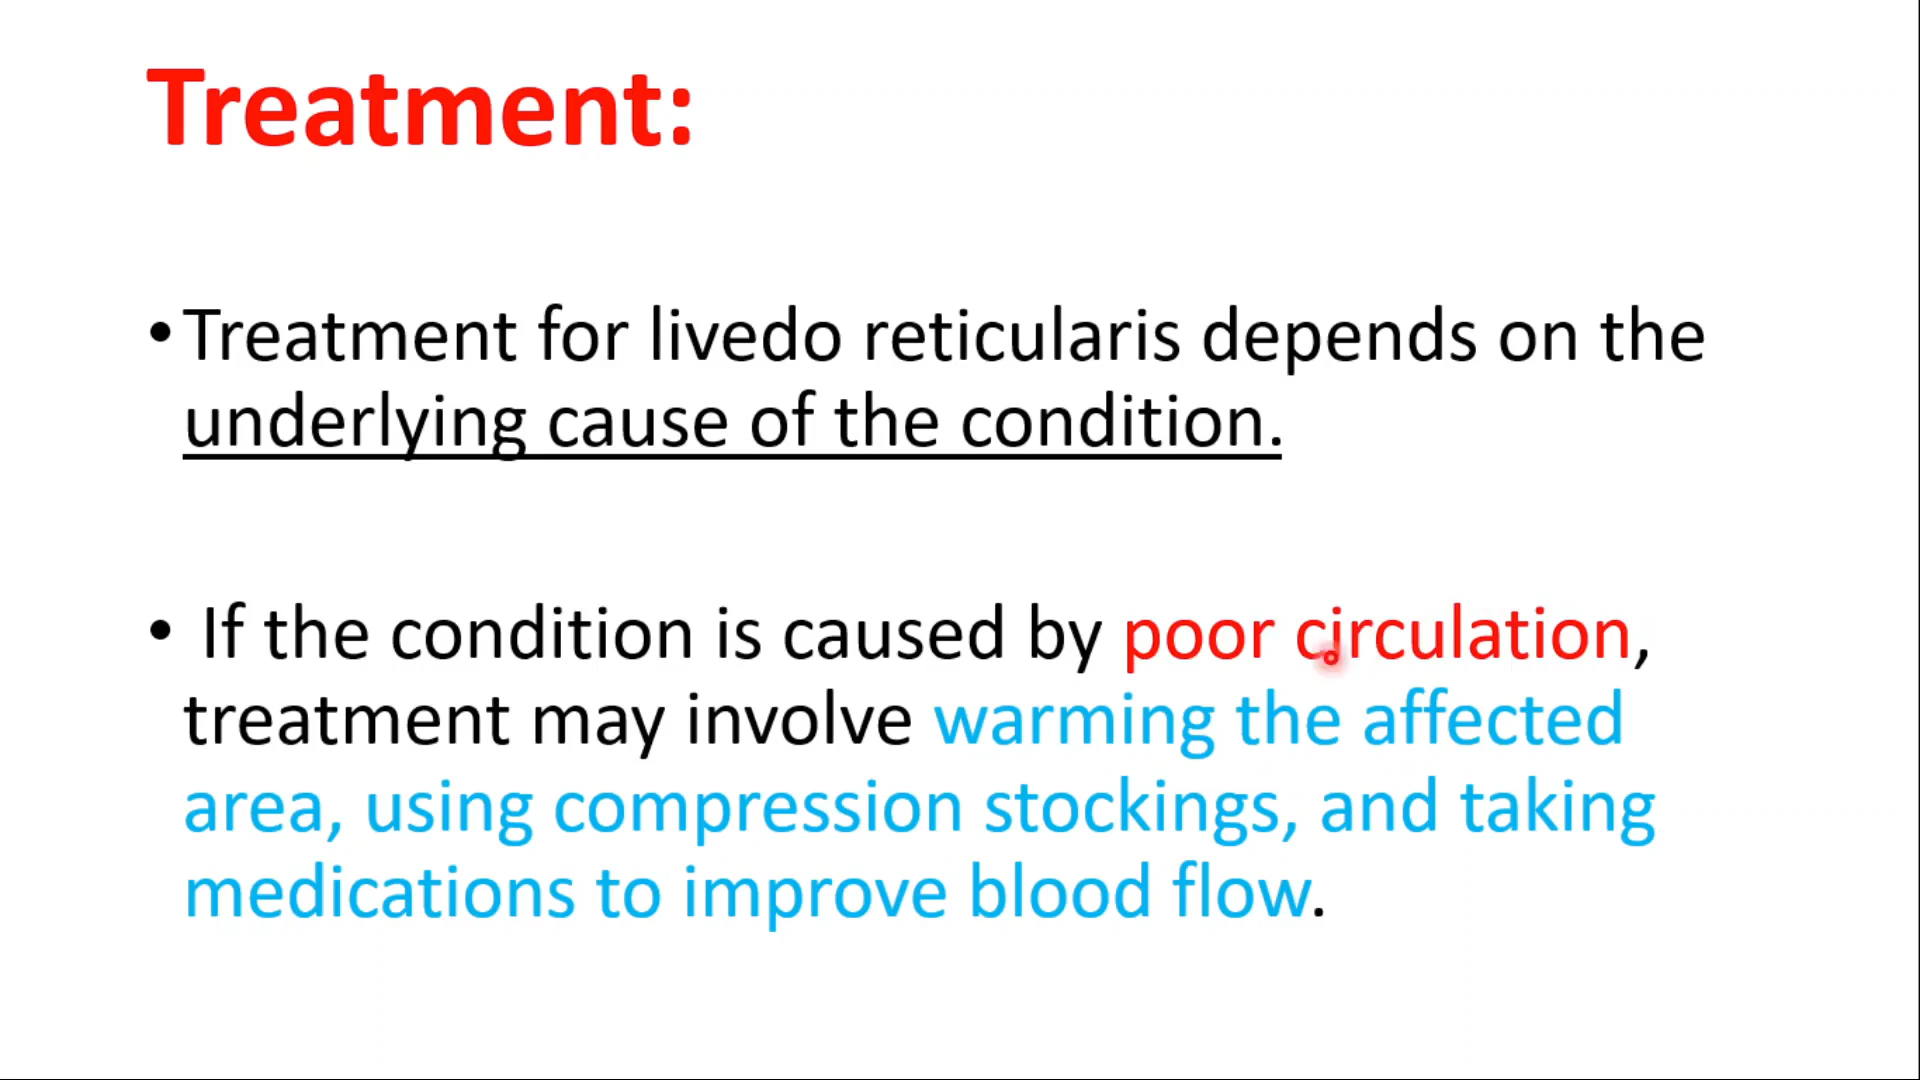 Treatment:
•Treatment for livedo reticularis depends on the
underlying cause of the condition.
• If the condition is caused by poor circulation,
treatment may involve warming the affected
area, using compression stockings, and taking
medications to improve blood flow.